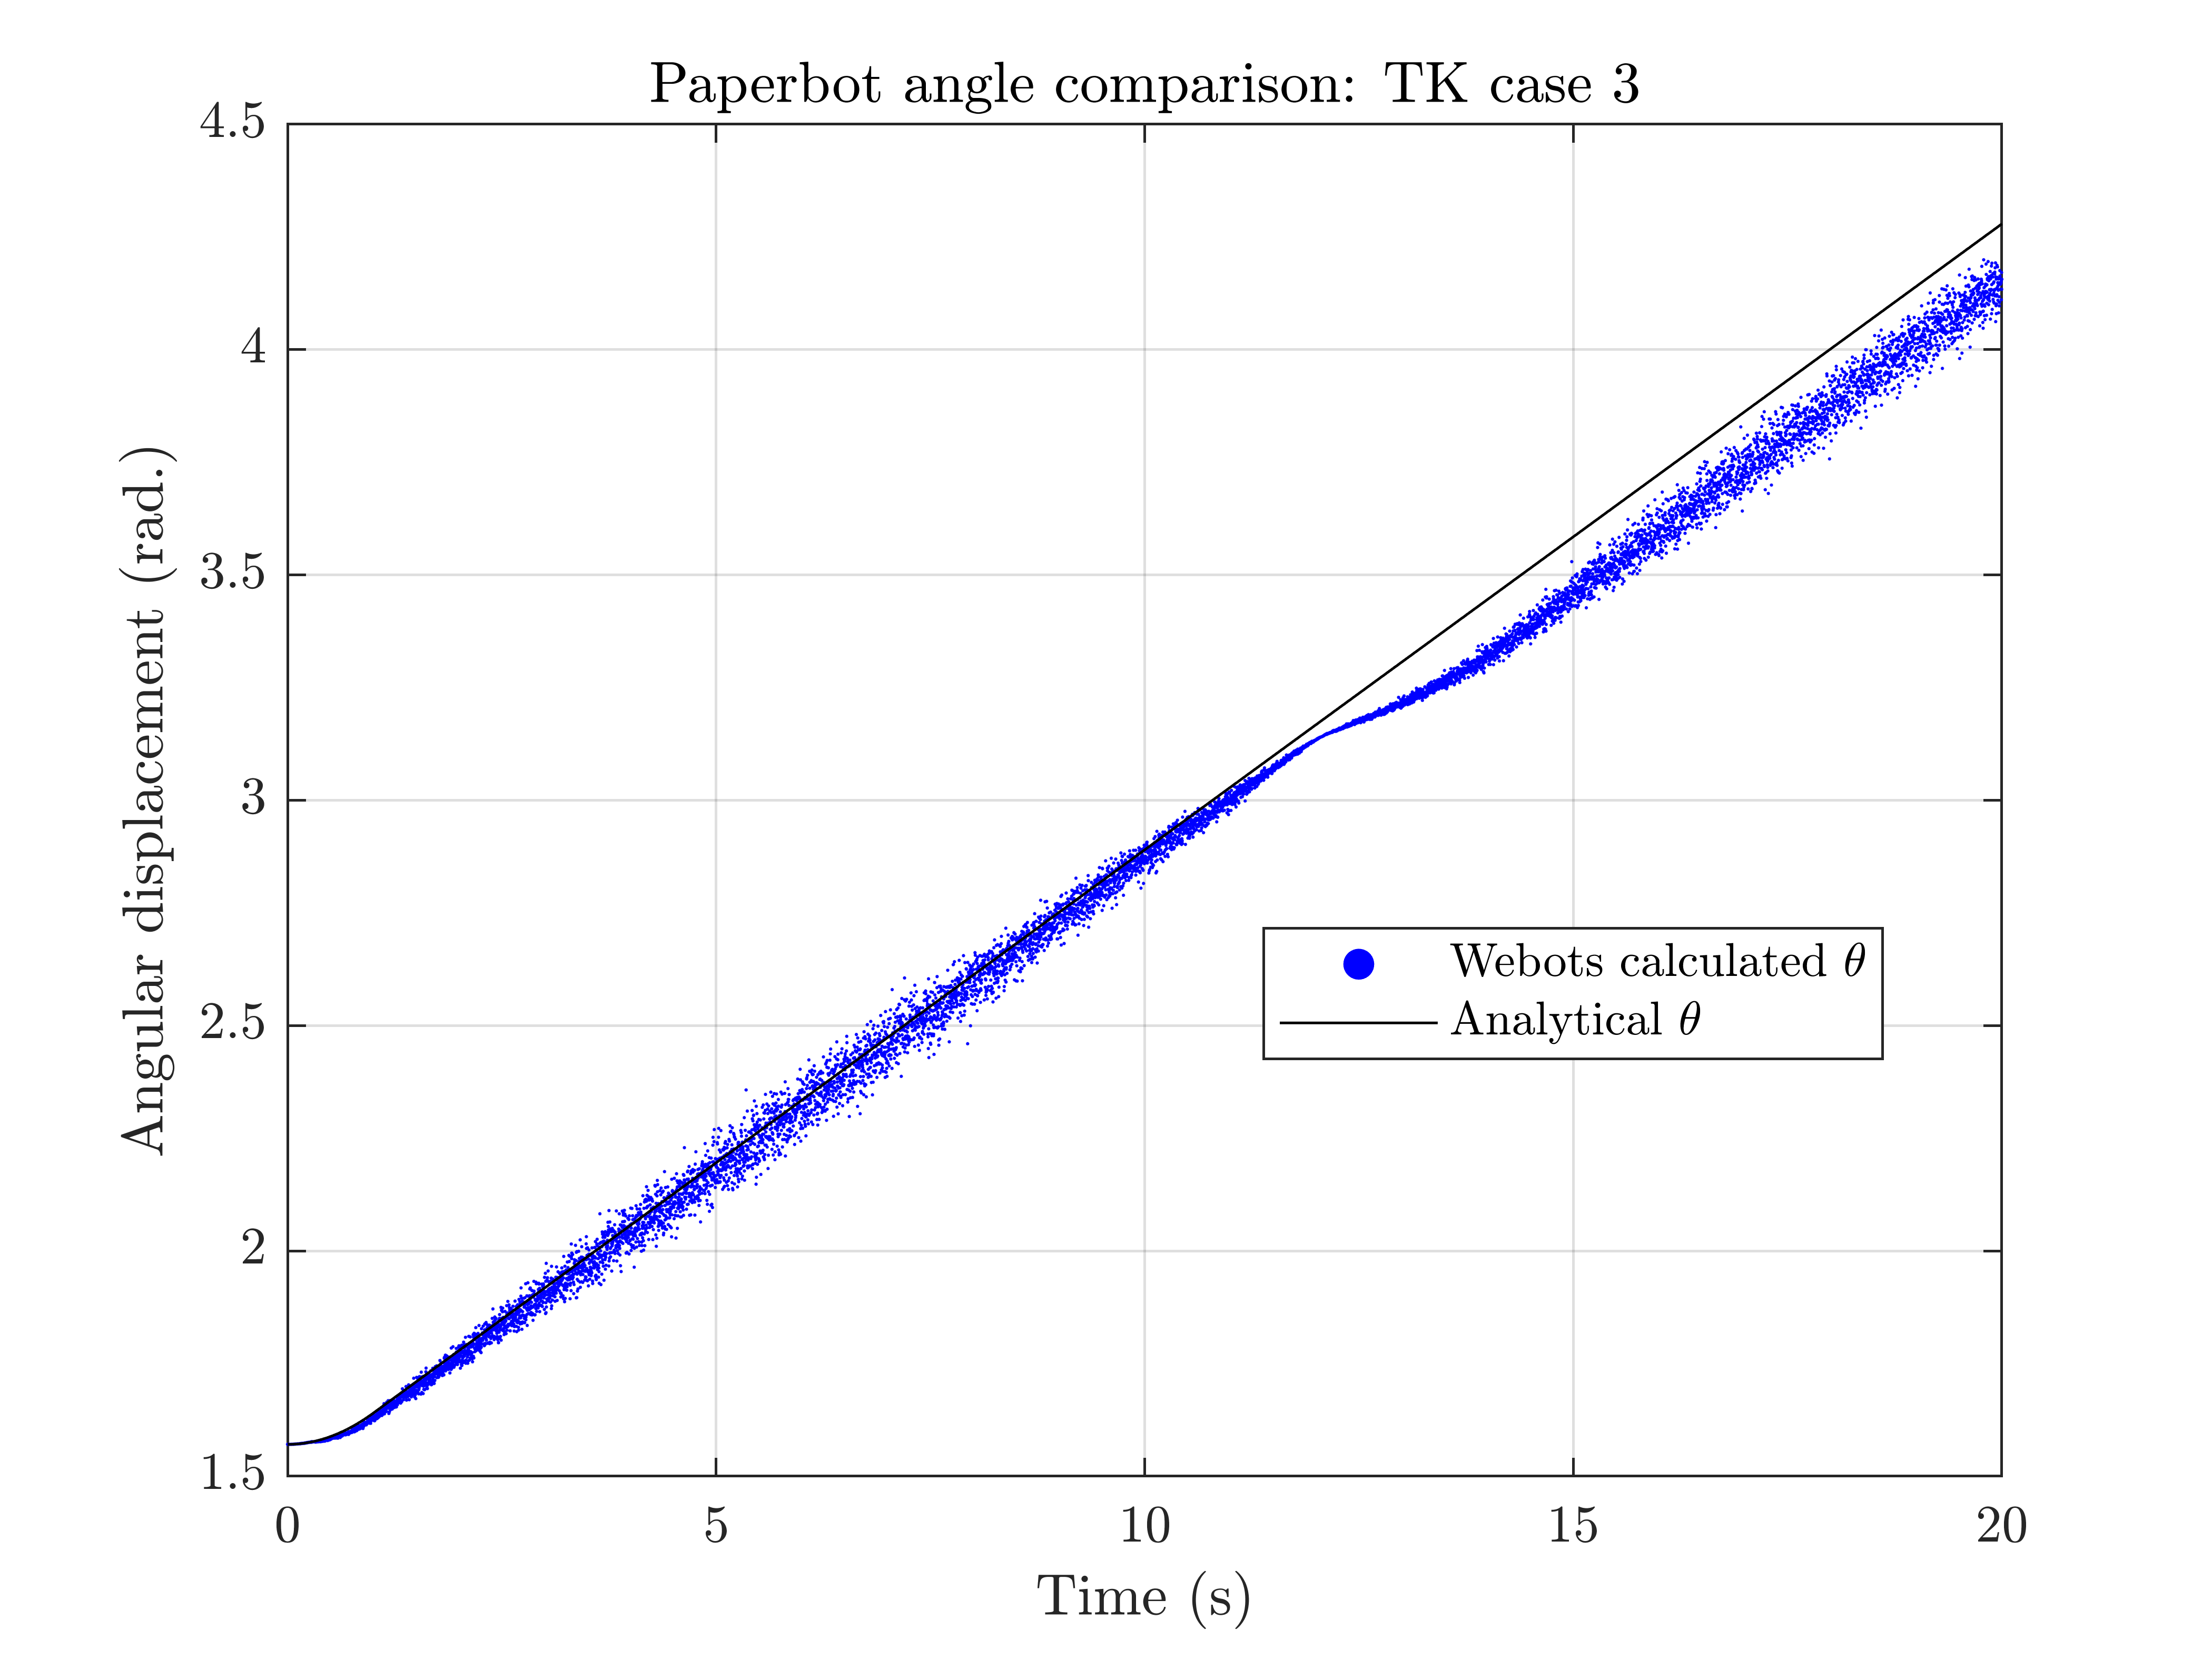 Paperbot angle comparison: TK case 3
4.5
4
3.5
3
2.5
2
1.5
Angular displacement (rad.)
Webots calculated θ
Analytical θ
0 5 10 15 20
Time (s)